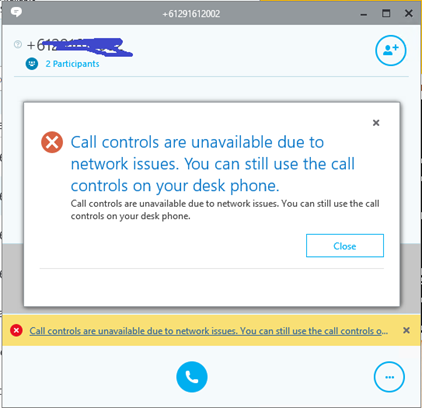 +61291612002
2 Participants
Call controls are unavailable due to
network issues. You can still use the call
controls on your desk phone.
Call controls are unavailable due to network issues. You can still use the call
controls on your desk phone.
Close
Call controls are unavailable due to network issues. You can still use the call controls o...